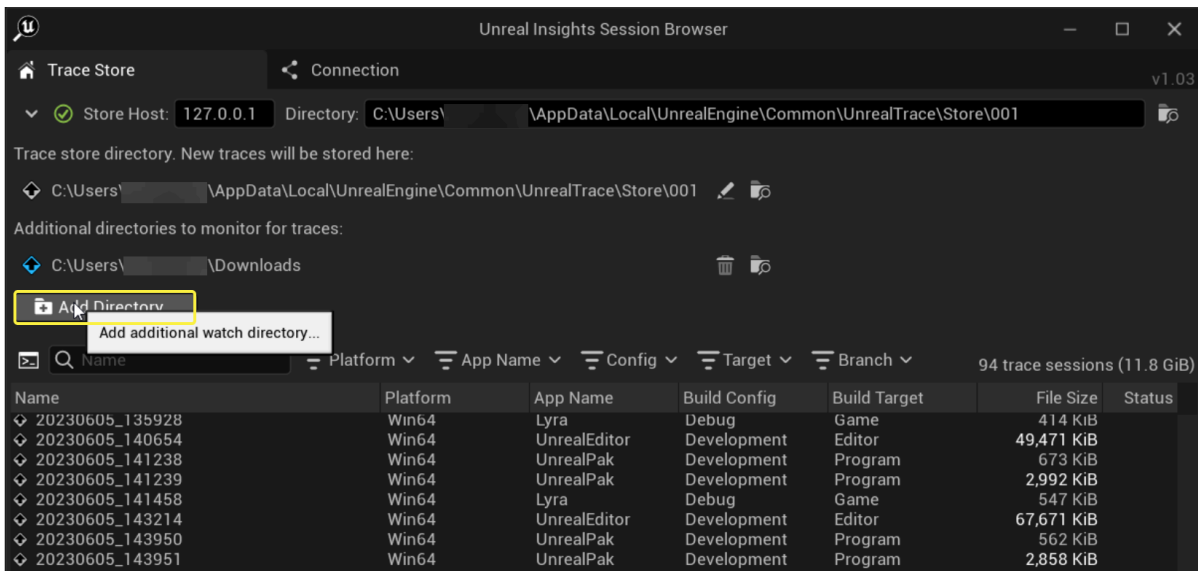 Unreal Insights Session Browser
Trace Store Connection v1.03
Store Host: 127.0.0.1 Directory: C:\Users\ \AppData\Local\UnrealEngine\Common\UnrealTrace\Store\001
Trace store directory. New traces will be stored here:
C:\Users\ \AppData\Local\UnrealEngine\Common\UnrealTrace\Store\001
Additional directories to monitor for traces:
C:\Users\ \Downloads
Add Directory
Add additional watch directory...
Name Platform App Name Config Target Branch 94 trace sessions (11.8 GiB)
Name Platform App Name Build Config Build Target File Size Status
20230605_135928 Win64 Lyra Debug Game 414 KiB
20230605_140654 Win64 UnrealEditor Development Editor 49,471 KiB
20230605_141238 Win64 UnrealPak Development Program 673 KiB
20230605_141239 Win64 UnrealPak Development Program 2,992 KiB
20230605_141458 Win64 Lyra Debug Game 547 KiB
20230605_143214 Win64 UnrealEditor Development Editor 67,671 KiB
20230605_143950 Win64 UnrealPak Development Program 562 KiB
20230605_143951 Win64 UnrealPak Development Program 2,858 KiB